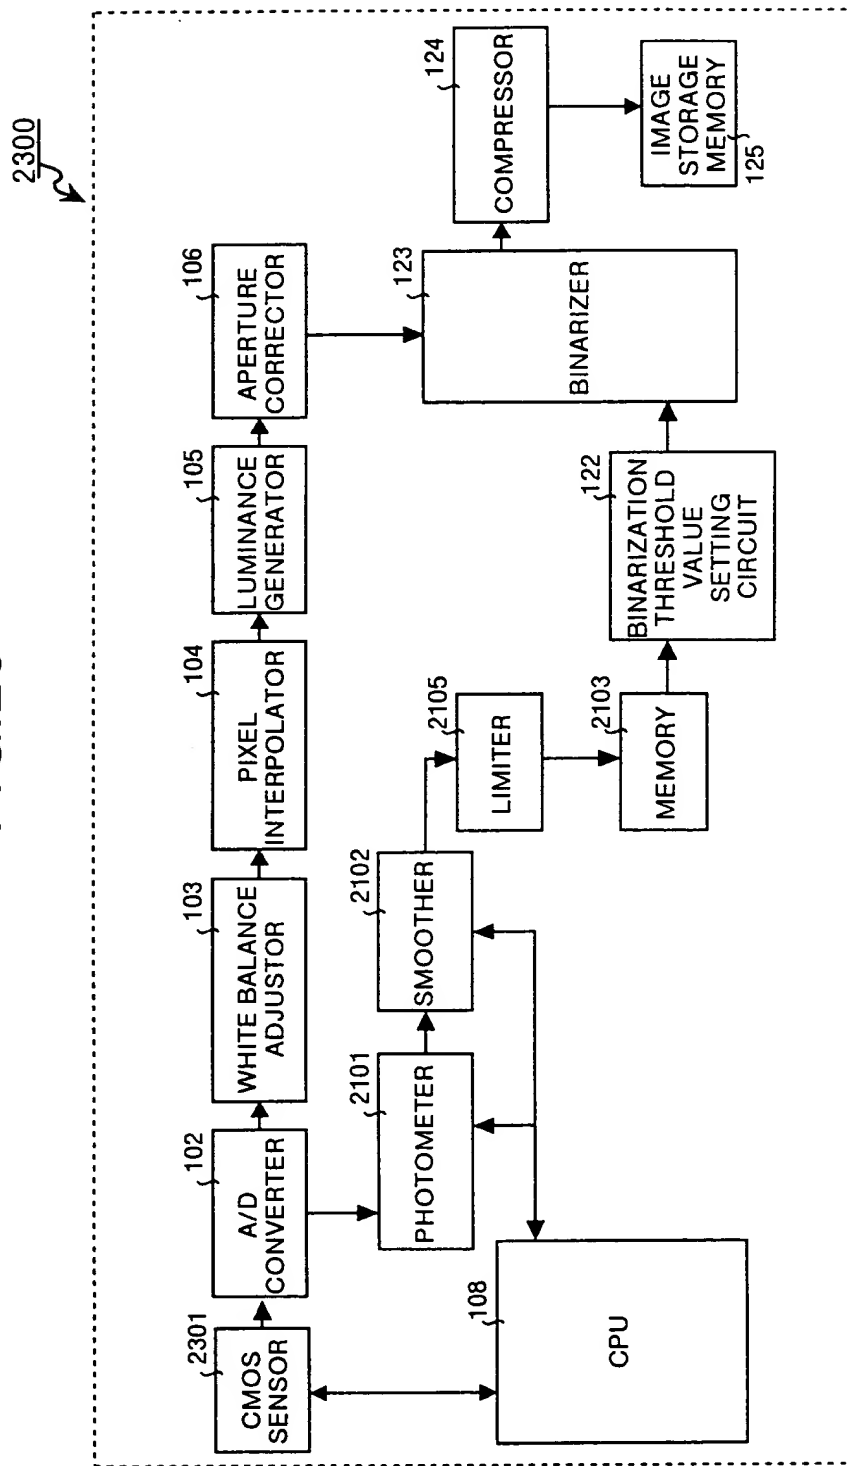 2300
2301
CMOS
SENSOR
102
A/D
CONVERTER
103
WHITE BALANCE
ADJUSTOR
104
PIXEL
INTERPOLATOR
105
LUMINANCE
GENERATOR
106
APERTURE
CORRECTOR
2101
PHOTOMETER
2102
SMOOTHER
2105
LIMITER
2103
MEMORY
122
BINARIZATION
THRESHOLD
VALUE
SETTING
CIRCUIT
123
BINARIZER
124
COMPRESSOR
IMAGE
STORAGE
MEMORY
125
108
CPU